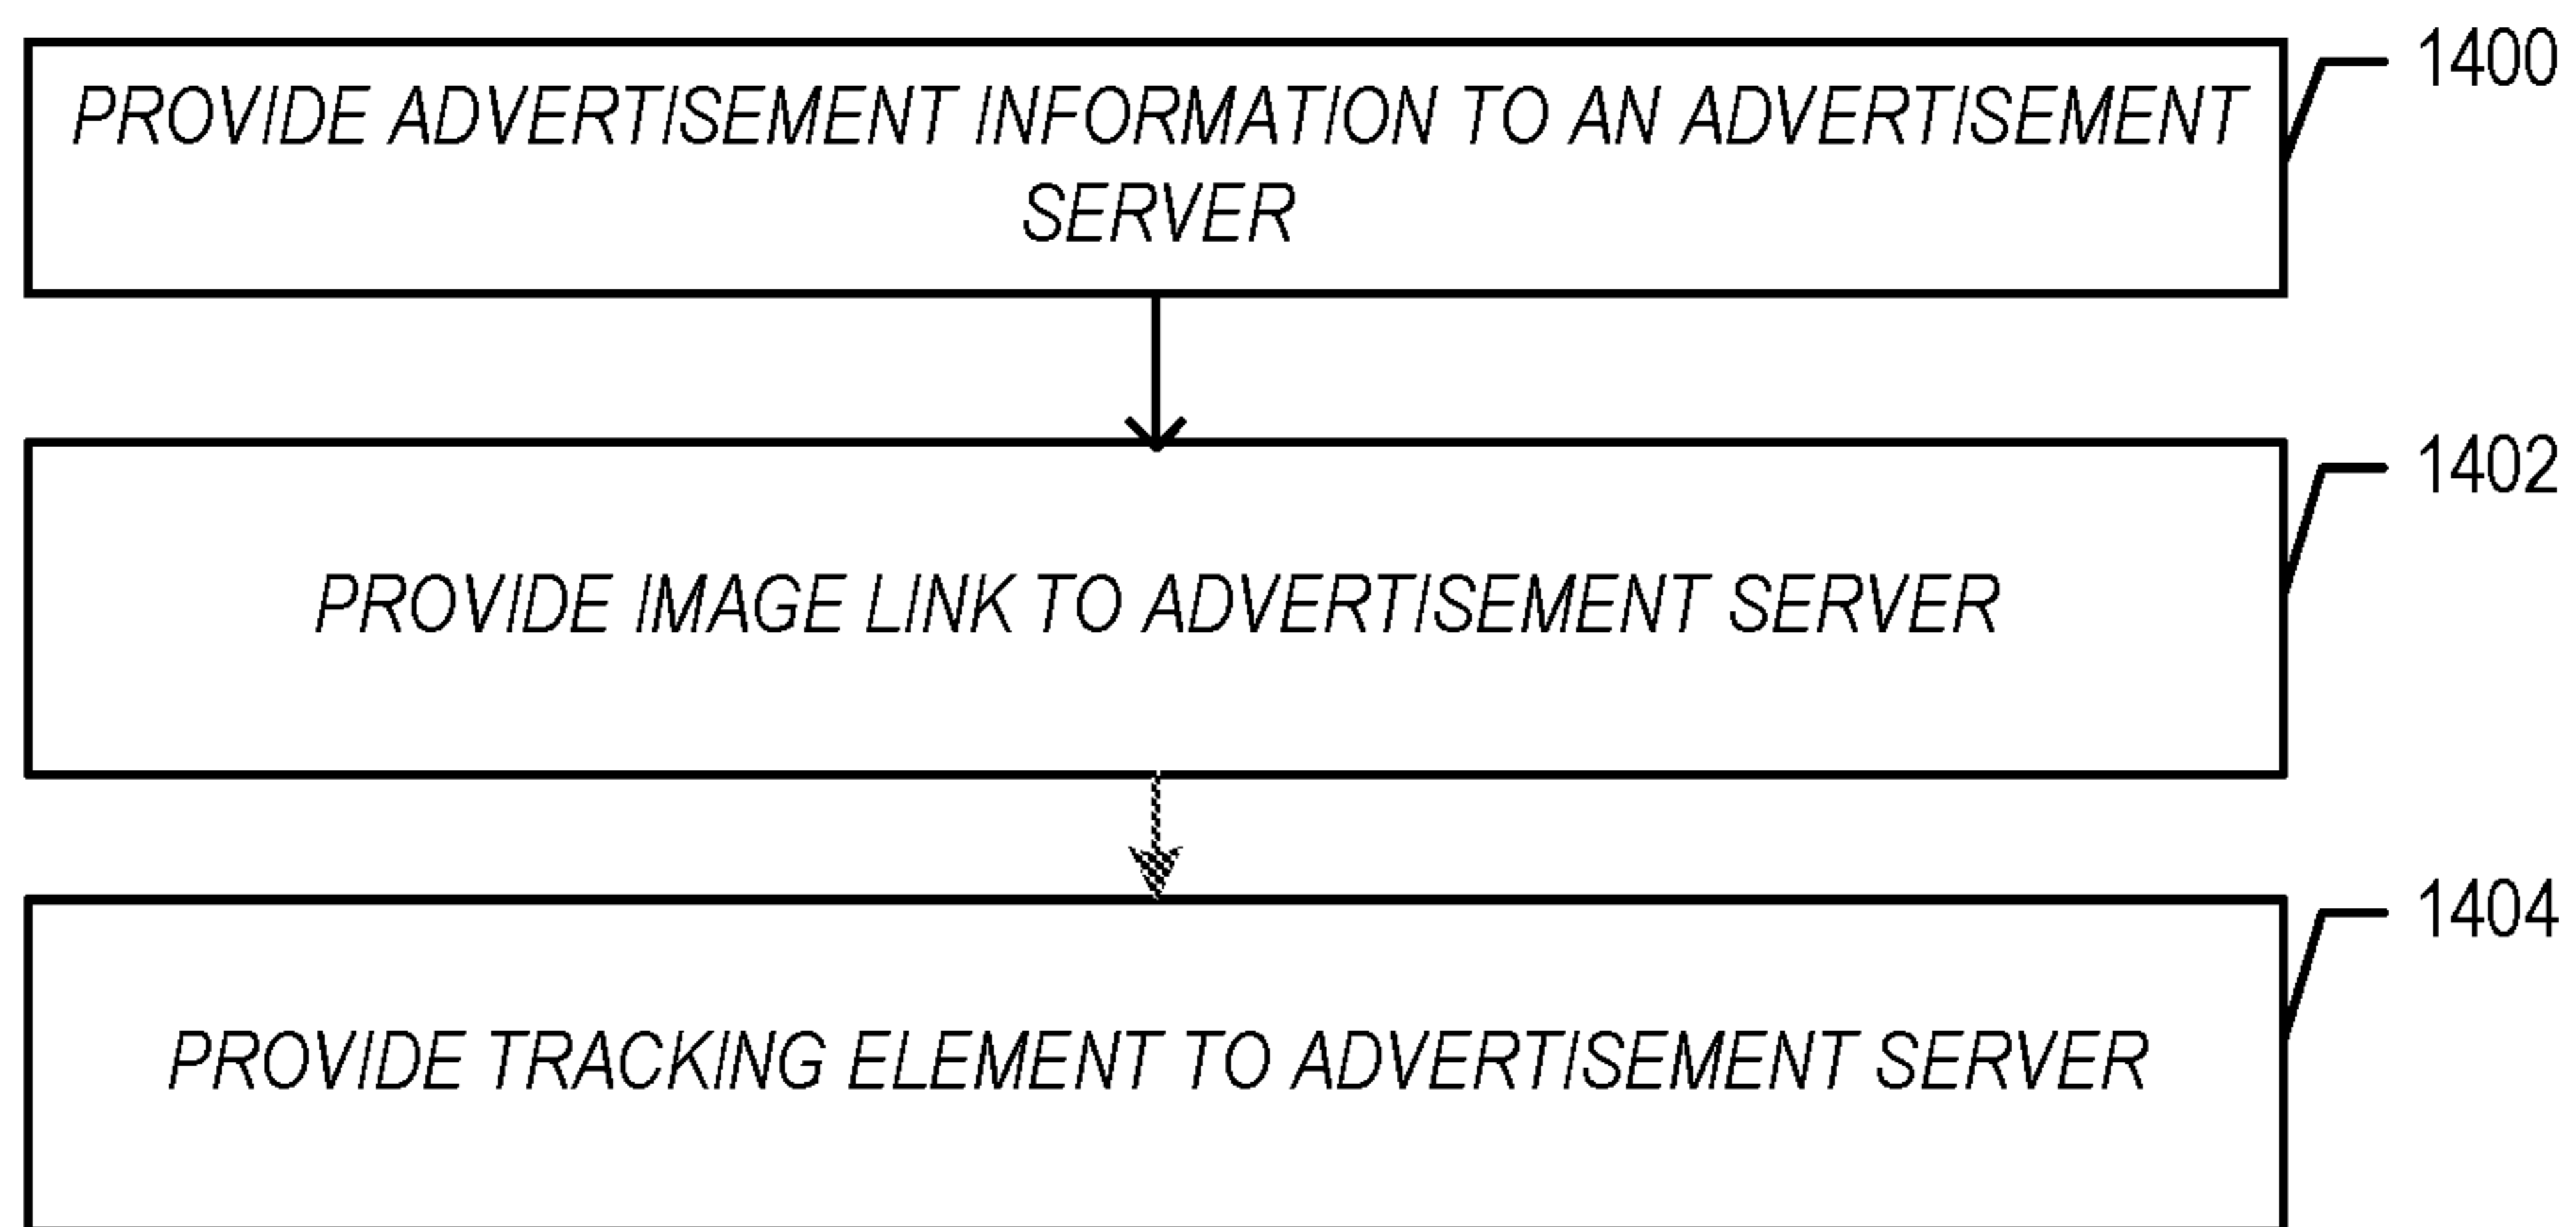 PROVIDE ADVERTISEMENT INFORMATION TO AN ADVERTISEMENT
SERVER
1400
PROVIDE IMAGE LINK TO ADVERTISEMENT SERVER
1402
PROVIDE TRACKING ELEMENT TO ADVERTISEMENT SERVER
1404